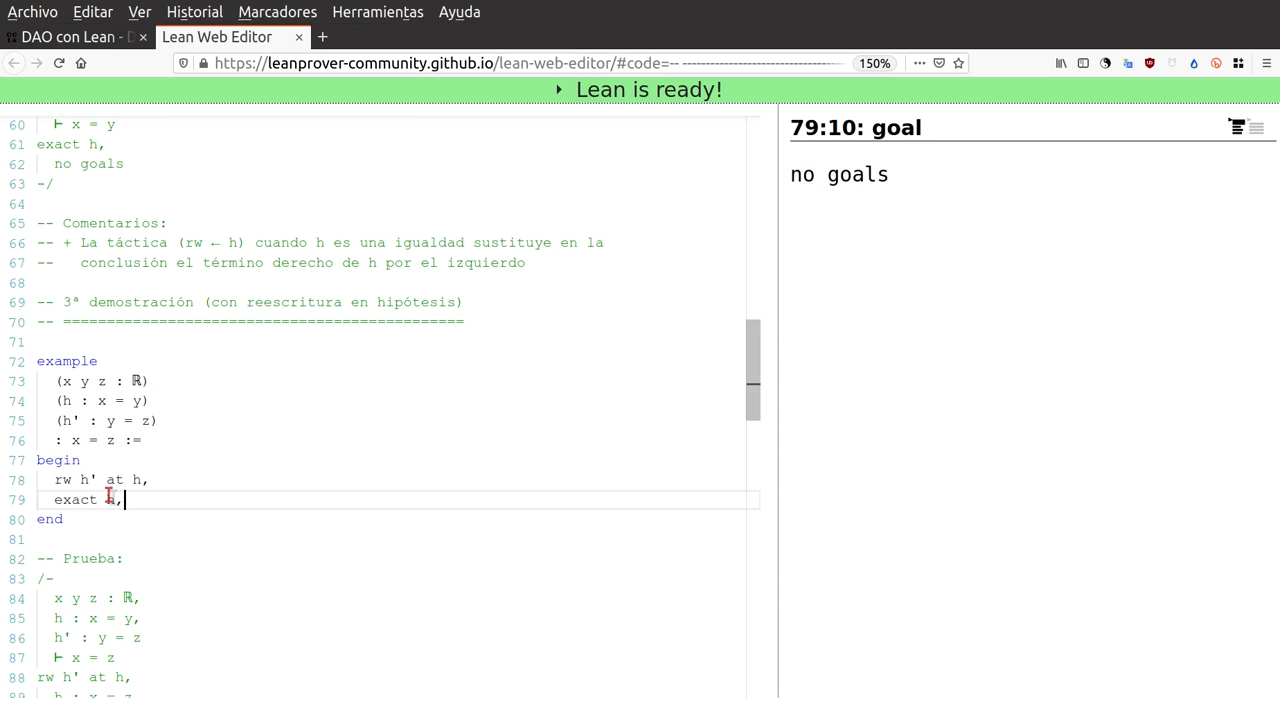 Archivo Editar Ver Historial Marcadores Herramientas Ayuda
DAO con Lean - × Lean Web Editor × +
https://leanprover-community.github.io/lean-web-editor/#code=-- ---------------------------------- 150%
Lean is ready!
60 ⊢ x = y
61 exact h,
62 no goals
63 -/
64
65 -- Comentarios:
66 -- + La táctica (rw ← h) cuando h es una igualdad sustituye en la
67 -- conclusión el término derecho de h por el izquierdo
68
69 -- 3ª demostración (con reescritura en hipótesis)
70 -- ==============================================
71
72 example
73 (x y z : ℝ)
74 (h : x = y)
75 (h' : y = z)
76 : x = z :=
77 begin
78 rw h' at h,
79 exact h,
80 end
81
82 -- Prueba:
83 /-
84 x y z : ℝ,
85 h : x = y,
86 h' : y = z
87 ⊢ x = z
88 rw h' at h,
89 h : x = z
79:10: goal
no goals